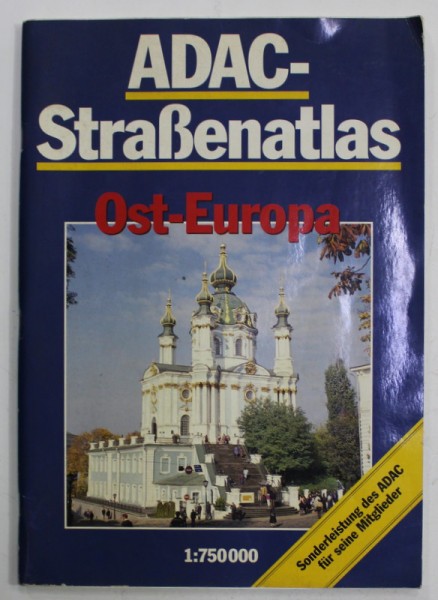 ADAC-
Straßenatlas
Ost-Europa
1:750000
Sonderleistung des ADAC
für seine Mitglieder